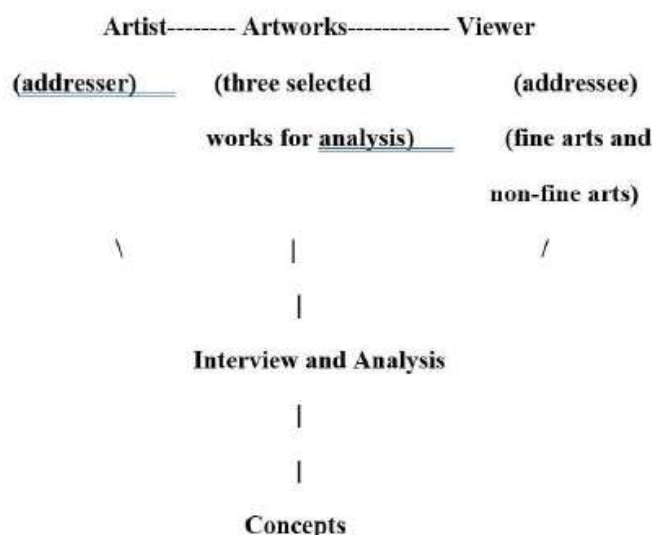 Artist-------- Artworks------------ Viewer
(addresser) (three selected (addressee)
works for analysis) (fine arts and
non-fine arts)
\ | /
|
Interview and Analysis
|
|
Concepts